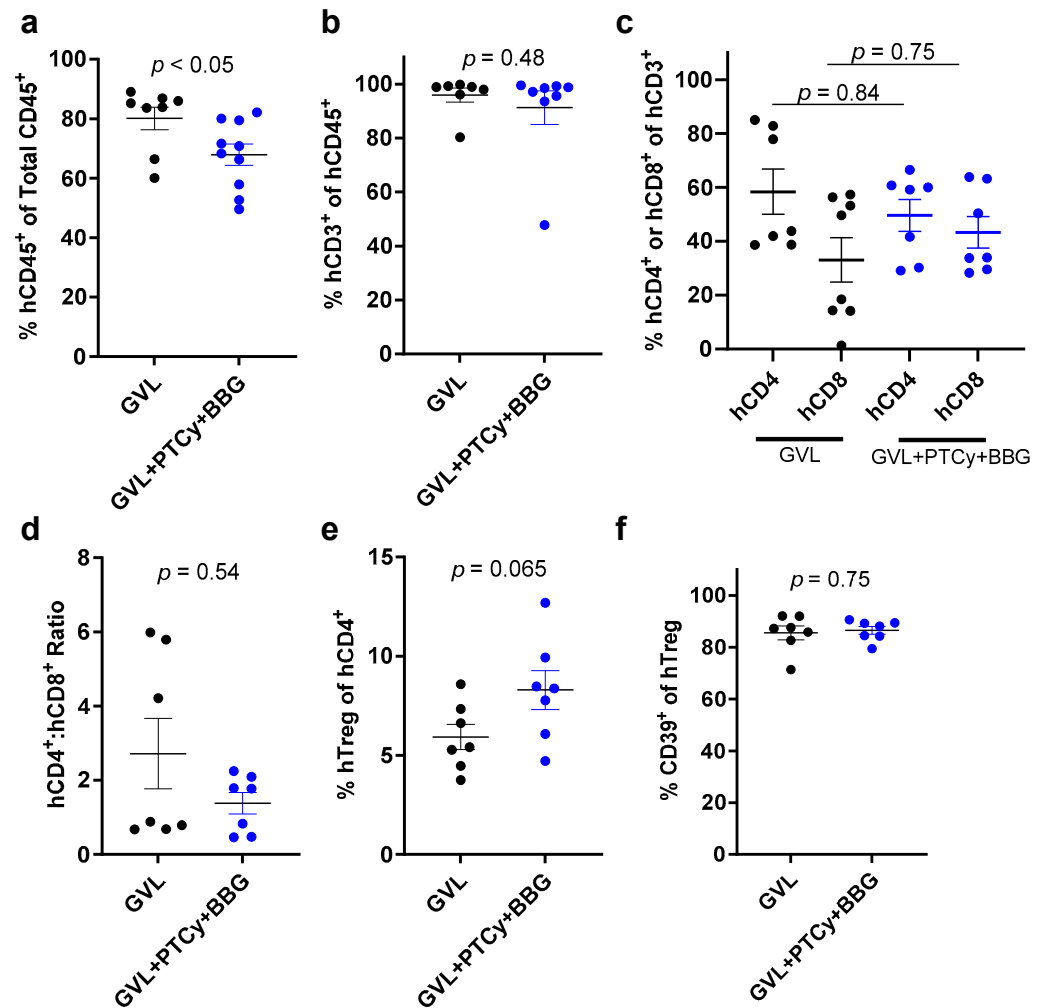 a
p < 0.05
% hCD45⁺ of Total CD45⁺
100
80
60
40
20
0
GVL
GVL+PTCy+BBG
b
p = 0.48
% hCD3⁺ of hCD45⁺
100
80
60
40
20
0
GVL
GVL+PTCy+BBG
c
p = 0.75
p = 0.84
% hCD4⁺ or hCD8⁺ of hCD3⁺
100
80
60
40
20
0
hCD4
hCD8
hCD4
hCD8
GVL
GVL+PTCy+BBG
d
p = 0.54
hCD4⁺:hCD8⁺ Ratio
8
6
4
2
0
GVL
GVL+PTCy+BBG
e
p = 0.065
% hTreg of hCD4⁺
15
10
5
0
GVL
GVL+PTCy+BBG
f
p = 0.75
% CD39⁺ of hTreg
100
80
60
40
20
0
GVL
GVL+PTCy+BBG